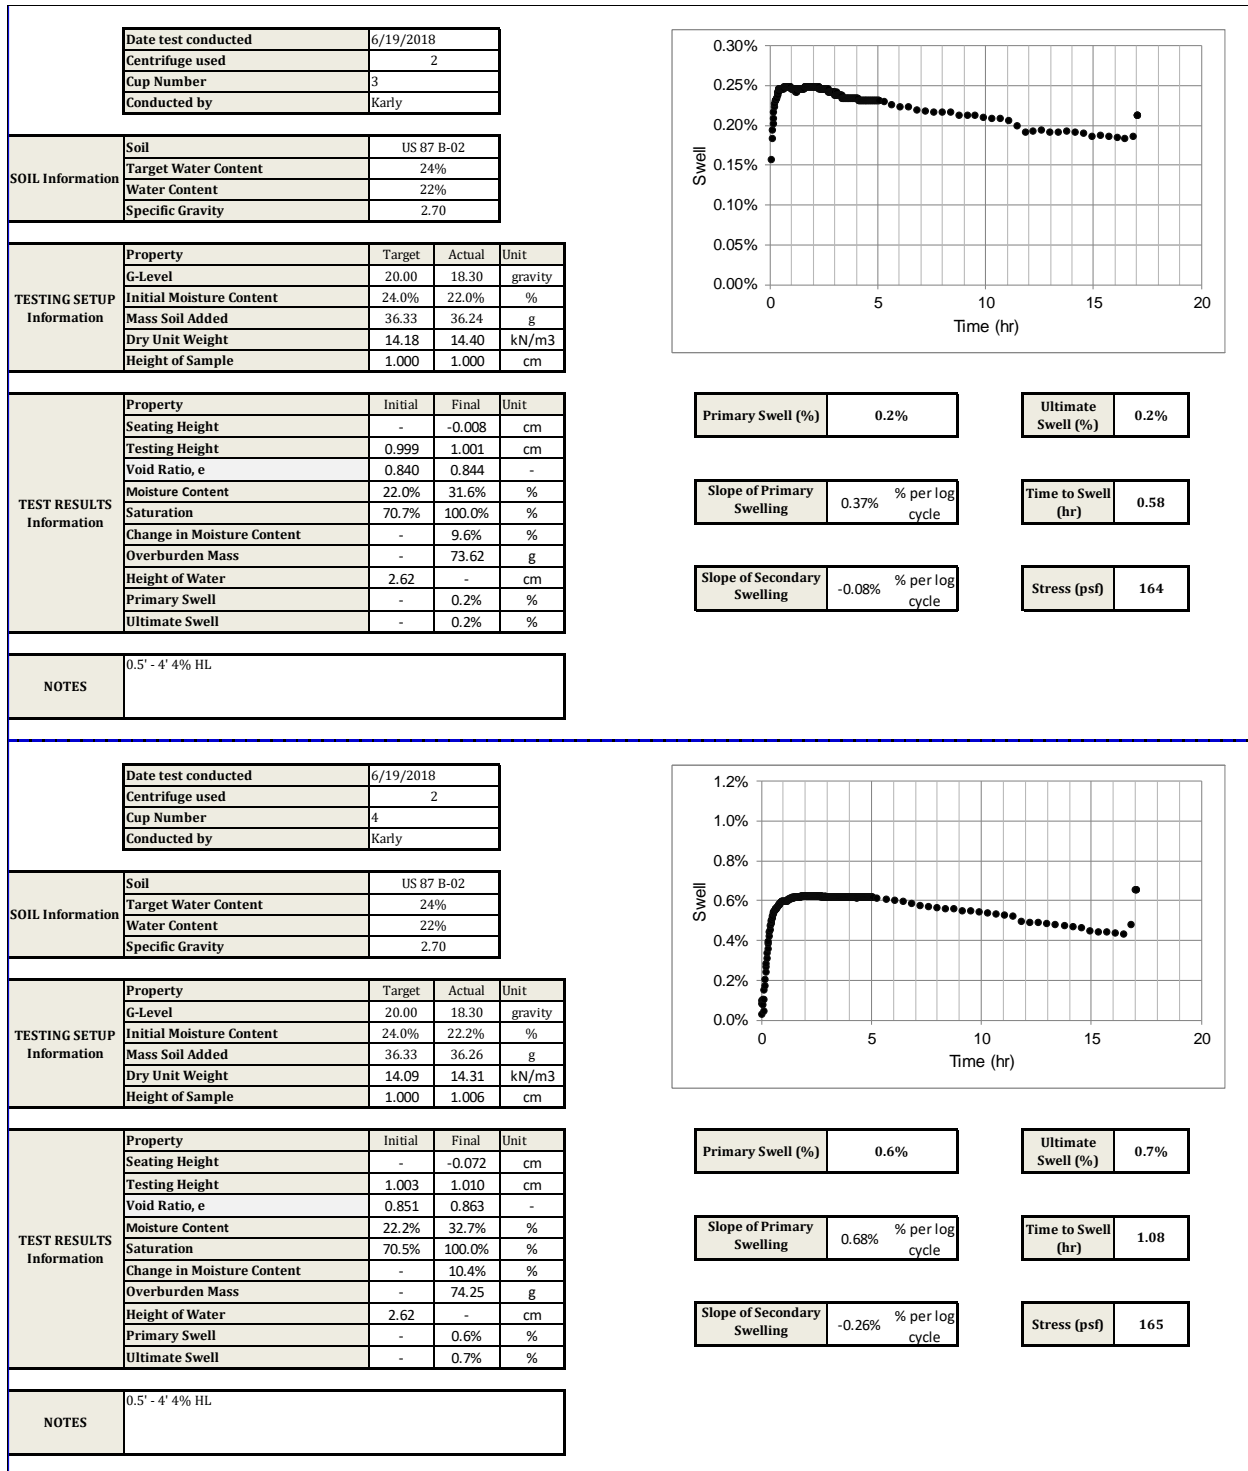 Date test conducted 6/19/2018
Centrifuge used 2
Cup Number 3
Conducted by Karly
SOIL Information
Soil US 87 B-02
Target Water Content 24%
Water Content 22%
Specific Gravity 2.70
TESTING SETUP
Information
Property Target Actual Unit
G-Level 20.00 18.30 gravity
Initial Moisture Content 24.0% 22.0% %
Mass Soil Added 36.33 36.24 g
Dry Unit Weight 14.18 14.40 kN/m3
Height of Sample 1.000 1.000 cm
TEST RESULTS
Information
Property Initial Final Unit
Seating Height - -0.008 cm
Testing Height 0.999 1.001 cm
Void Ratio, e 0.840 0.844 -
Moisture Content 22.0% 31.6% %
Saturation 70.7% 100.0% %
Change in Moisture Content - 9.6% %
Overburden Mass - 73.62 g
Height of Water 2.62 - cm
Primary Swell - 0.2% %
Ultimate Swell - 0.2% %
NOTES
0.5' - 4' 4% HL
0.30%
0.25%
0.20%
0.15%
0.10%
0.05%
0.00%
Swell
0 5 10 15 20
Time (hr)
Primary Swell (%) 0.2%
Ultimate
Swell (%) 0.2%
Slope of Primary
Swelling
0.37% % per log
cycle
Time to Swell
(hr) 0.58
Slope of Secondary
Swelling
-0.08% % per log
cycle
Stress (psf) 164
Date test conducted 6/19/2018
Centrifuge used 2
Cup Number 4
Conducted by Karly
SOIL Information
Soil US 87 B-02
Target Water Content 24%
Water Content 22%
Specific Gravity 2.70
TESTING SETUP
Information
Property Target Actual Unit
G-Level 20.00 18.30 gravity
Initial Moisture Content 24.0% 22.2% %
Mass Soil Added 36.33 36.26 g
Dry Unit Weight 14.09 14.31 kN/m3
Height of Sample 1.000 1.006 cm
TEST RESULTS
Information
Property Initial Final Unit
Seating Height - -0.072 cm
Testing Height 1.003 1.010 cm
Void Ratio, e 0.851 0.863 -
Moisture Content 22.2% 32.7% %
Saturation 70.5% 100.0% %
Change in Moisture Content - 10.4% %
Overburden Mass - 74.25 g
Height of Water 2.62 - cm
Primary Swell - 0.6% %
Ultimate Swell - 0.7% %
NOTES
0.5' - 4' 4% HL
1.2%
1.0%
0.8%
0.6%
0.4%
0.2%
0.0%
Swell
0 5 10 15 20
Time (hr)
Primary Swell (%) 0.6%
Ultimate
Swell (%) 0.7%
Slope of Primary
Swelling
0.68% % per log
cycle
Time to Swell
(hr) 1.08
Slope of Secondary
Swelling
-0.26% % per log
cycle
Stress (psf) 165